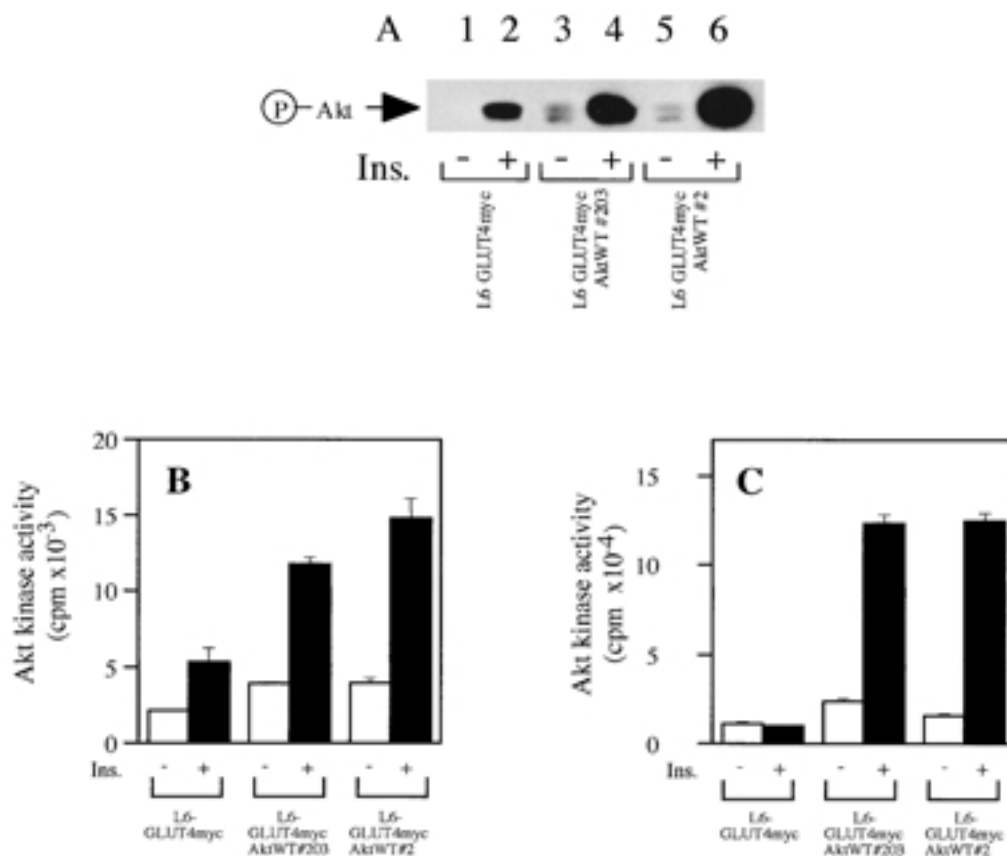 A 1 2 3 4 5 6
P Akt
Ins. - + - + - +
L6 GLUT4myc
L6 GLUT4myc
AktWT #203
L6 GLUT4myc
AktWT #2
B
Akt kinase activity
(cpm x10-3)
20
15
10
5
0
Ins. - + - + - +
L6-
GLUT4myc
L6-
GLUT4myc
AktWT#203
L6-
GLUT4myc
AktWT#2
C
Akt kinase activity
(cpm x10-4)
15
10
5
0
Ins. - + - + - +
L6-
GLUT4myc
L6-
GLUT4myc
AktWT#203
L6-
GLUT4myc
AktWT#2